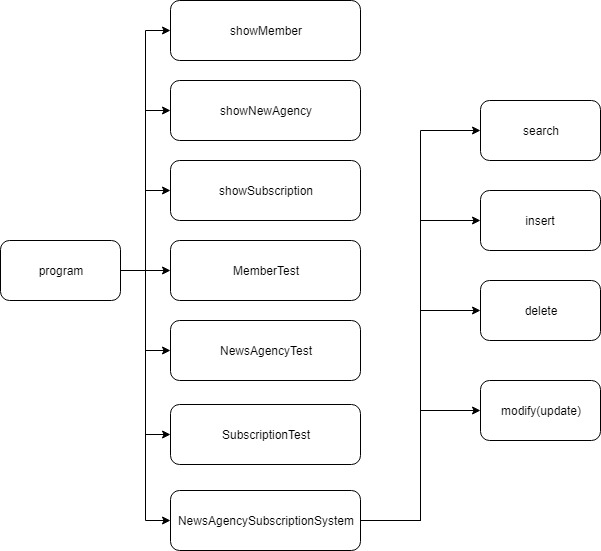 showMember
showNewAgency
showSubscription
program
MemberTest
NewsAgencyTest
SubscriptionTest
NewsAgencySubscriptionSystem
search
insert
delete
modify(update)